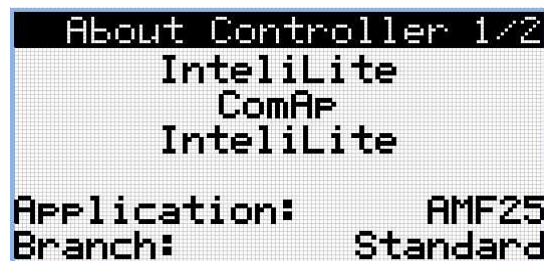 About Controller 1/2
InteliLite
ComAp
InteliLite
Application: AMF25
Branch: Standard